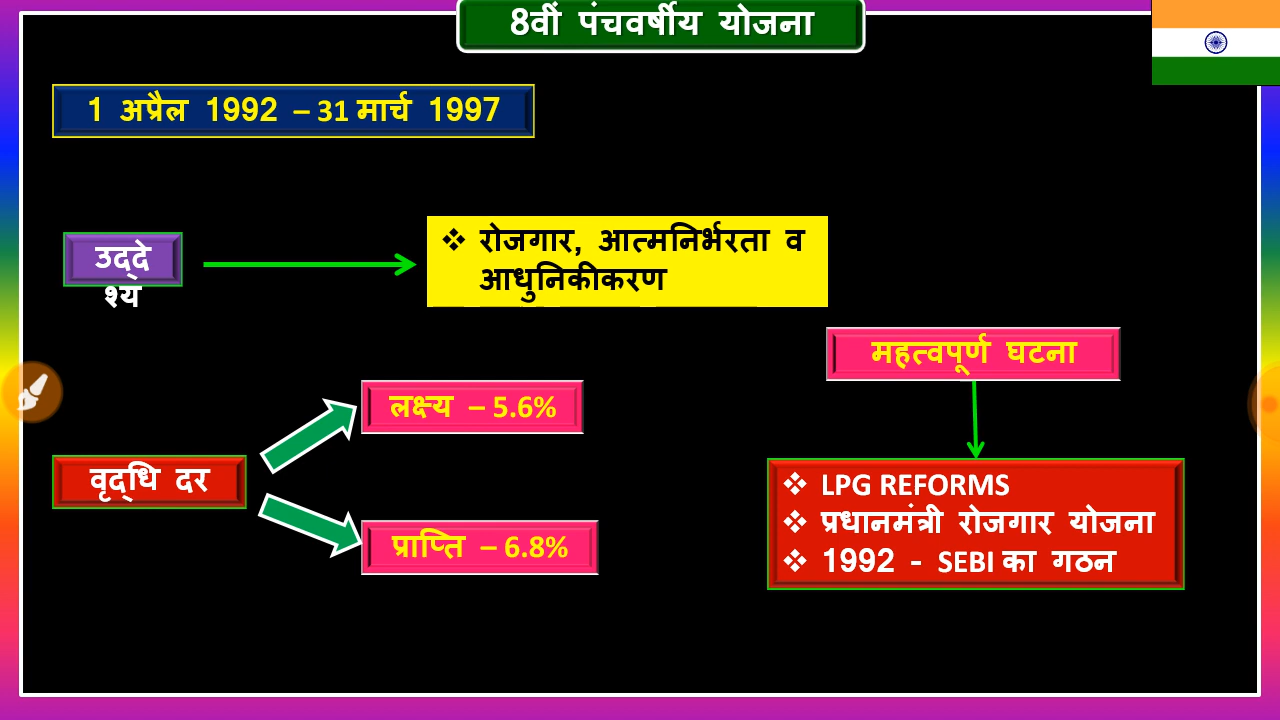 8वीं पंचवर्षीय योजना
1 अप्रैल 1992 – 31 मार्च 1997
उद्दे
श्य
❖ रोजगार, आत्मनिर्भरता व
आधुनिकीकरण
महत्वपूर्ण घटना
लक्ष्य – 5.6%
वृद्धि दर
प्राप्ति – 6.8%
❖ LPG REFORMS
❖ प्रधानमंत्री रोजगार योजना
❖ 1992 - SEBI का गठन